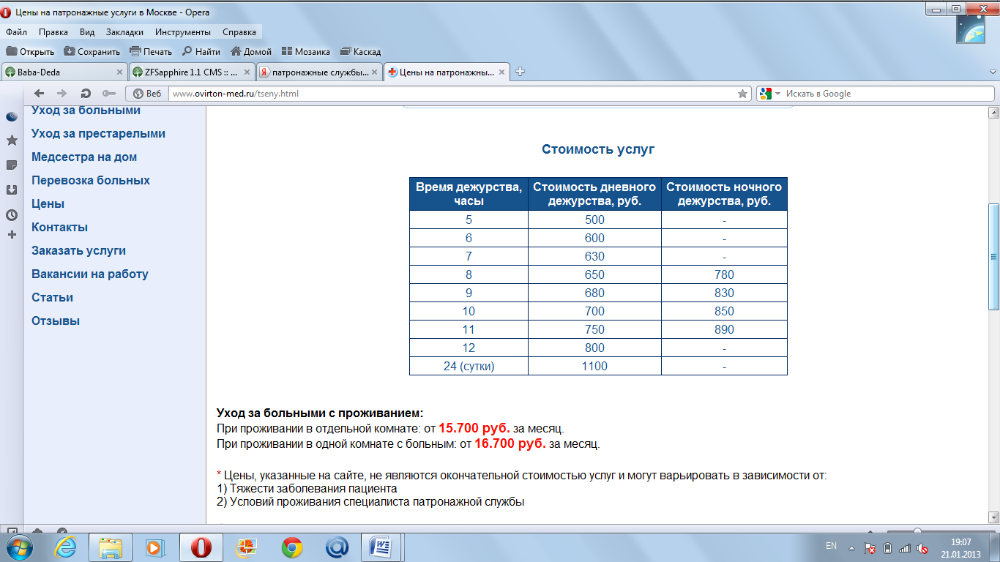 Цены на патронажные услуги в Москве - Opera
Файл Правка Вид Закладки Инструменты Справка
Открыть Сохранить Печать Найти Домой Мозаика Каскад
Baba-Deda ZFSapphire 1.1 CMS :: ... патронажные службы... Цены на патронажны...
Веб www.ovirton-med.ru/tseny.html Искать в Google
Уход за больными
Уход за престарелыми
Медсестра на дом
Перевозка больных
Цены
Контакты
Заказать услуги
Вакансии на работу
Статьи
Отзывы
Стоимость услуг
Время дежурства, часы Стоимость дневного дежурства, руб. Стоимость ночного дежурства, руб.
5 500 -
6 600 -
7 630 -
8 650 780
9 680 830
10 700 850
11 750 890
12 800 -
24 (сутки) 1100 -
Уход за больными с проживанием:
При проживании в отдельной комнате: от 15.700 руб. за месяц.
При проживании в одной комнате с больным: от 16.700 руб. за месяц.
* Цены, указанные на сайте, не являются окончательной стоимостью услуг и могут варьировать в зависимости от:
1) Тяжести заболевания пациента
2) Условий проживания специалиста патронажной службы
EN 19:07
21.01.2013